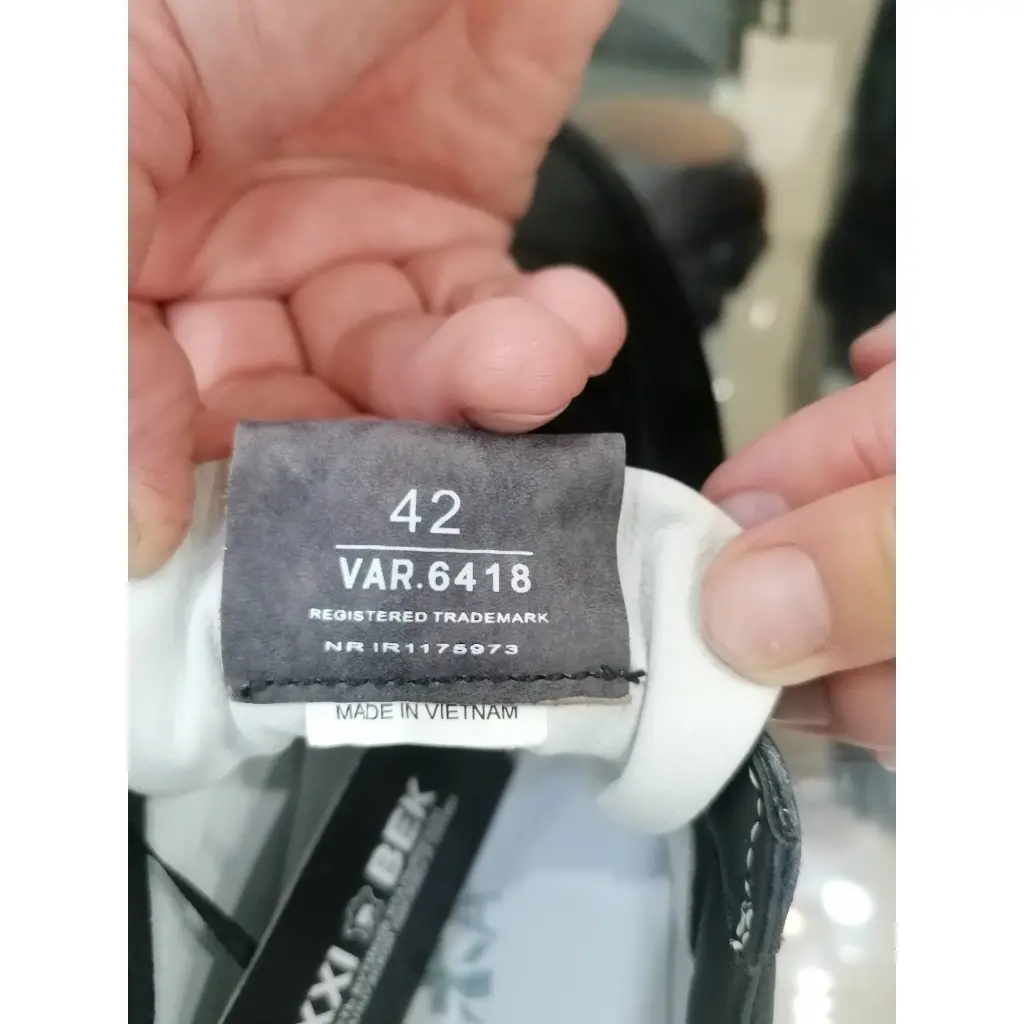 42
VAR.6418
REGISTERED TRADEMARK
NR IR1175973
MADE IN VIETNAM
BEK